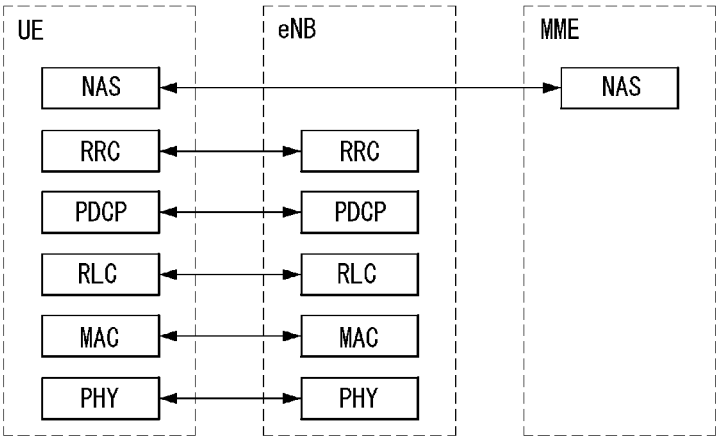 UE eNB MME
NAS NAS
RRC RRC
PDCP PDCP
RLC RLC
MAC MAC
PHY PHY